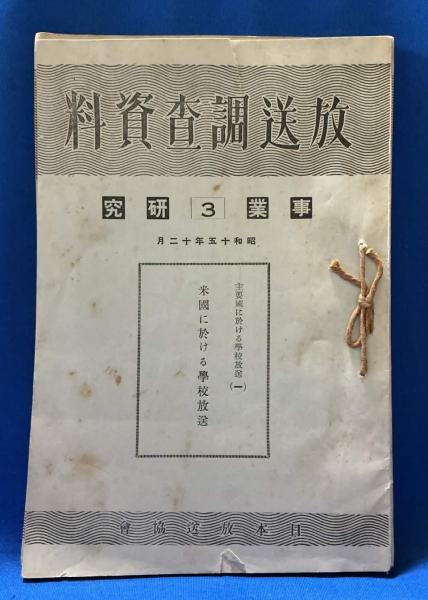 放送調查資料
事業 3 研究
昭和十五年十二月
主要國に於ける學校放送(一)
米國に於ける學校放送
日本放送協會